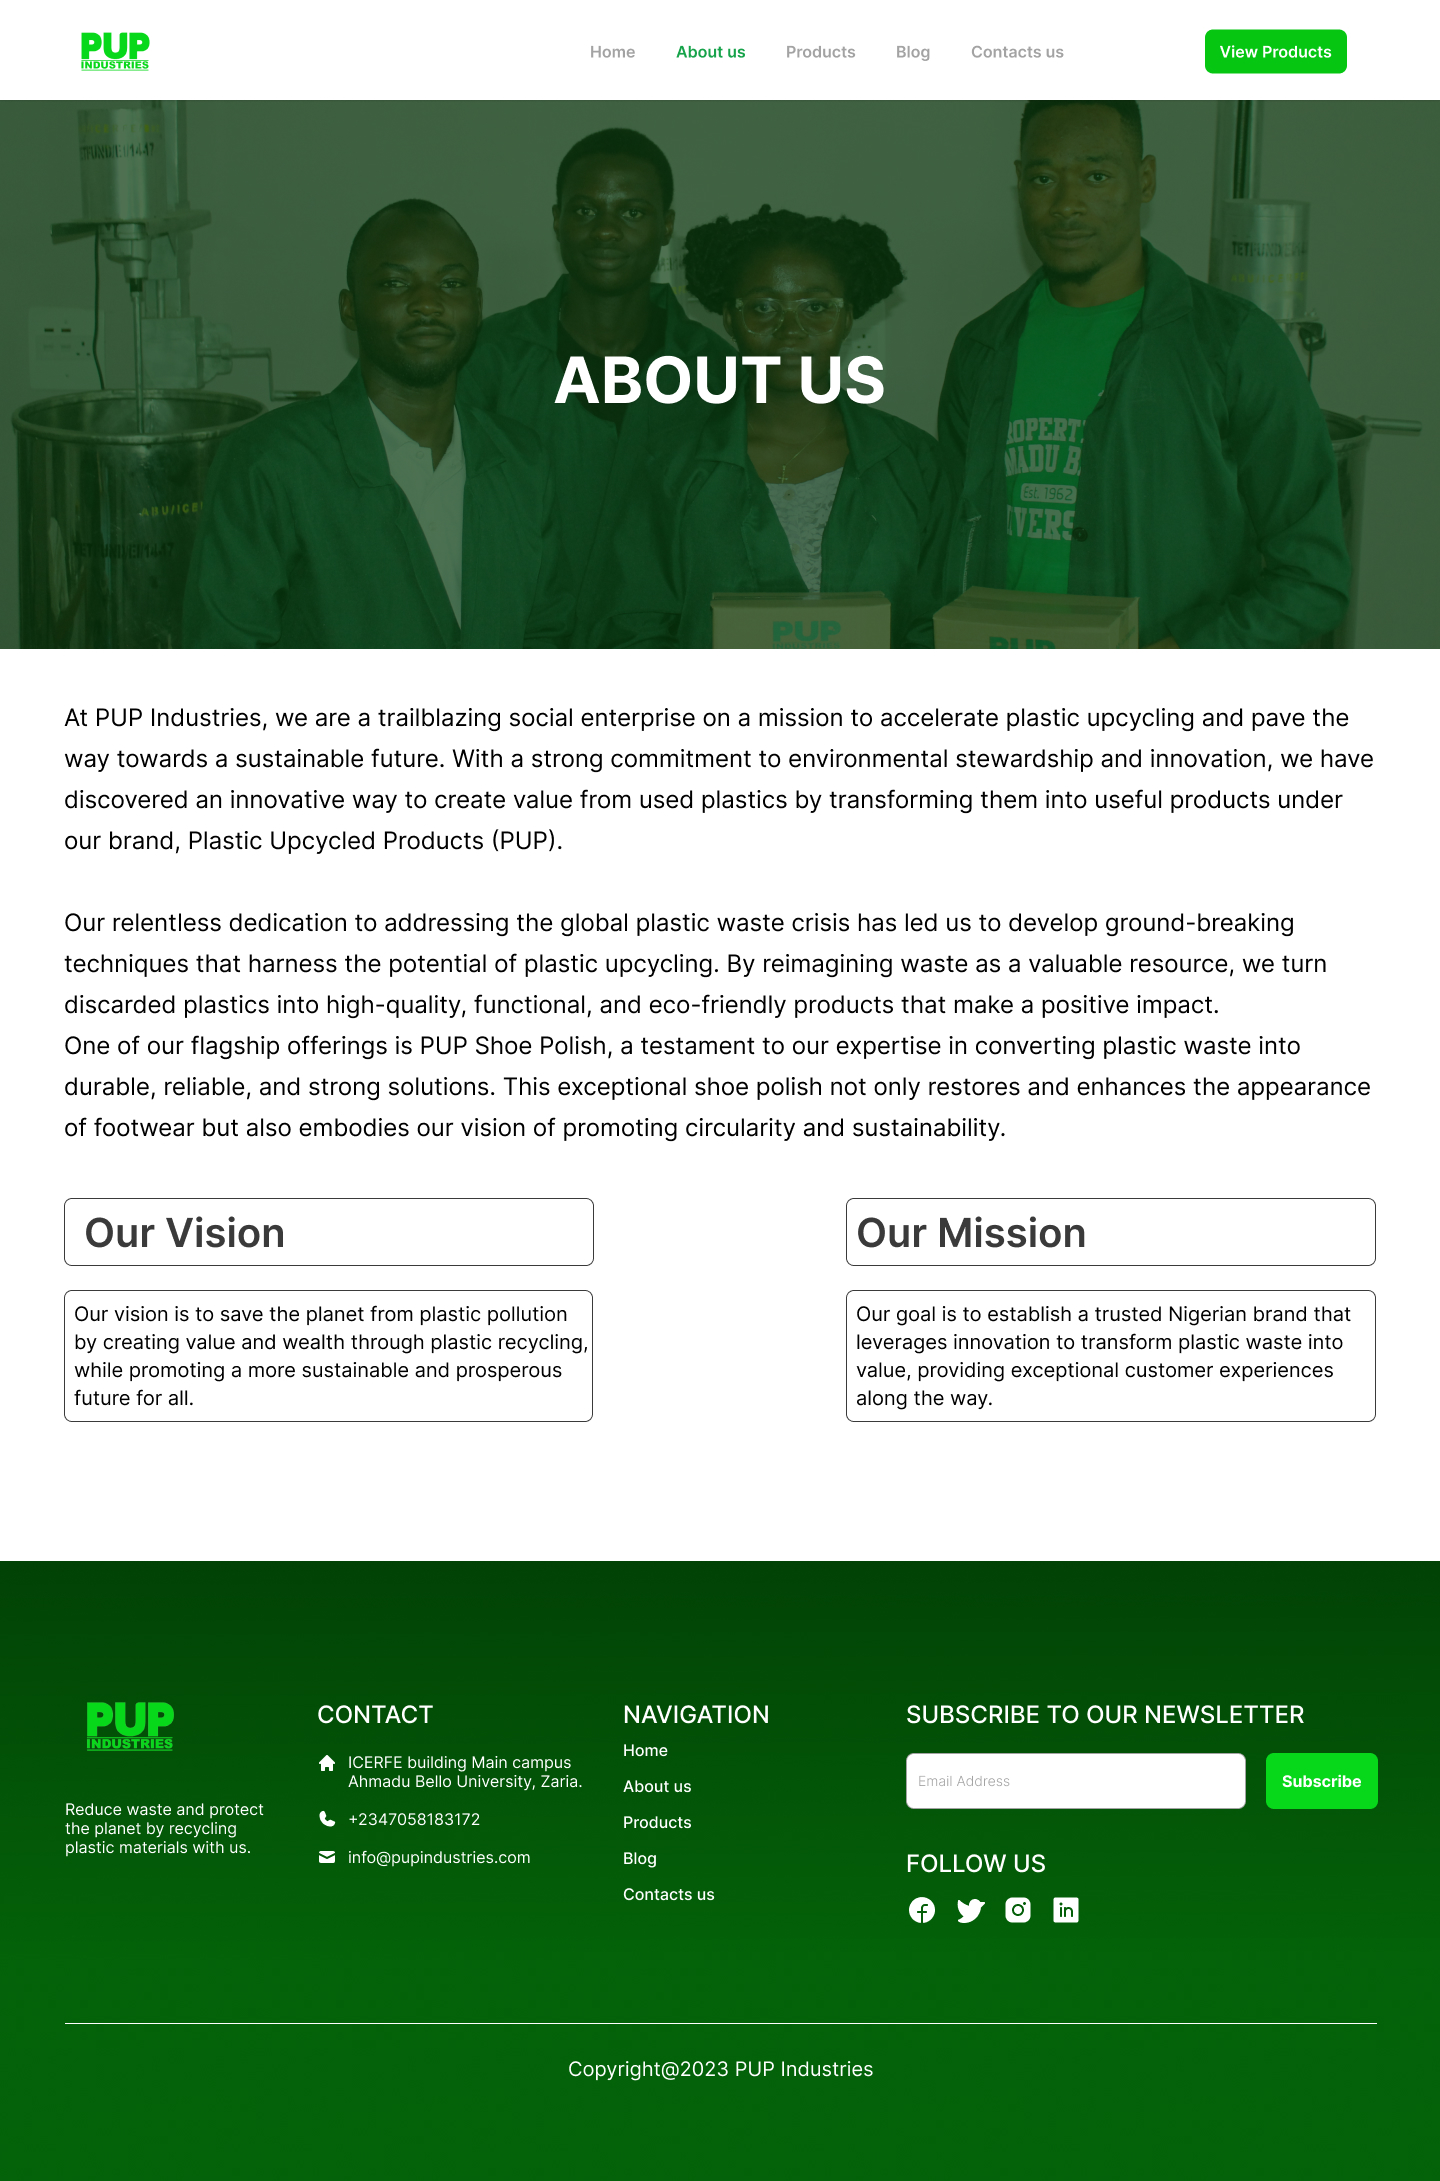 PUP
INDUSTRIES
Home About us Products Blog Contacts us
View Products
TETFUND
TETFUND
ABOUT US
Est. 1962
ABU/ICE
PUP
PUP
At PUP Industries, we are a trailblazing social enterprise on a mission to accelerate plastic upcycling and pave the
way towards a sustainable future. With a strong commitment to environmental stewardship and innovation, we have
discovered an innovative way to create value from used plastics by transforming them into useful products under
our brand, Plastic Upcycled Products (PUP).
Our relentless dedication to addressing the global plastic waste crisis has led us to develop ground-breaking
techniques that harness the potential of plastic upcycling. By reimagining waste as a valuable resource, we turn
discarded plastics into high-quality, functional, and eco-friendly products that make a positive impact.
One of our flagship offerings is PUP Shoe Polish, a testament to our expertise in converting plastic waste into
durable, reliable, and strong solutions. This exceptional shoe polish not only restores and enhances the appearance
of footwear but also embodies our vision of promoting circularity and sustainability.
Our Vision
Our vision is to save the planet from plastic pollution
by creating value and wealth through plastic recycling,
while promoting a more sustainable and prosperous
future for all.
Our Mission
Our goal is to establish a trusted Nigerian brand that
leverages innovation to transform plastic waste into
value, providing exceptional customer experiences
along the way.
PUP
INDUSTRIES
Reduce waste and protect
the planet by recycling
plastic materials with us.
CONTACT
ICERFE building Main campus
Ahmadu Bello University, Zaria.
+2347058183172
info@pupindustries.com
NAVIGATION
Home
About us
Products
Blog
Contacts us
SUBSCRIBE TO OUR NEWSLETTER
Email Address
Subscribe
FOLLOW US
Copyright@2023 PUP Industries